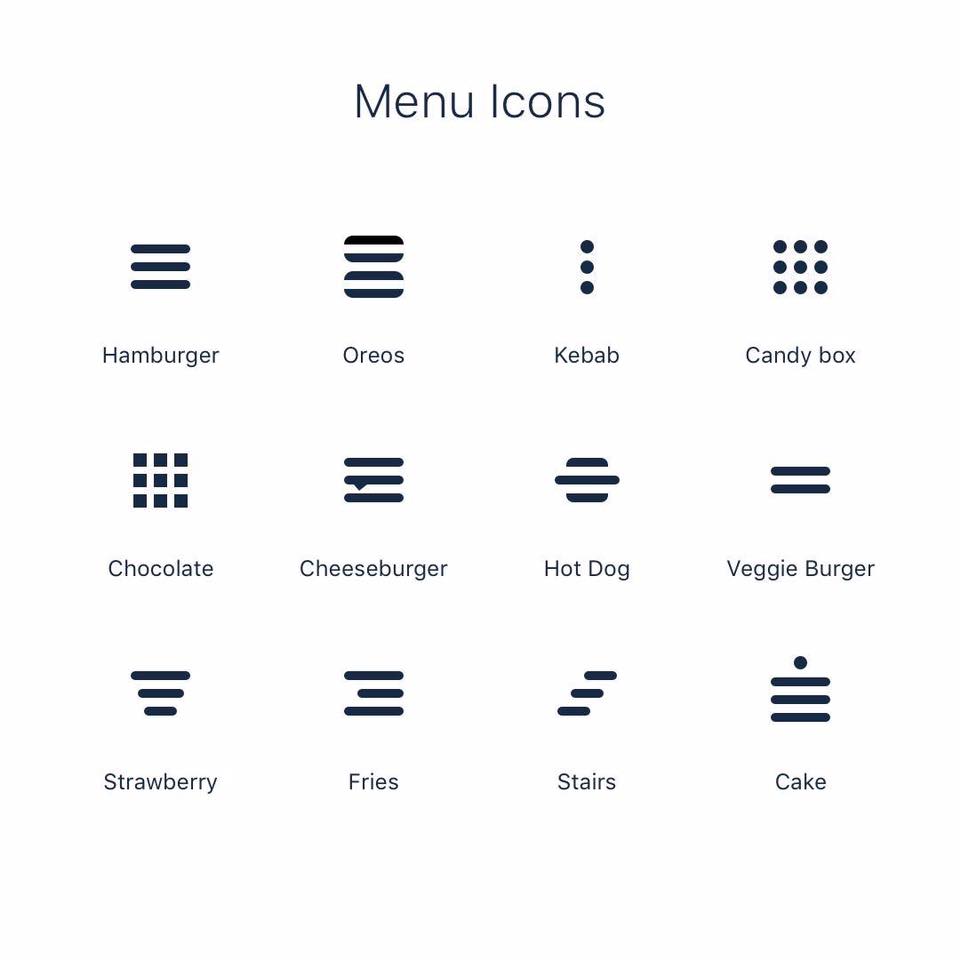 Menu Icons
Hamburger
Oreos
Kebab
Candy box
Chocolate
Cheeseburger
Hot Dog
Veggie Burger
Strawberry
Fries
Stairs
Cake